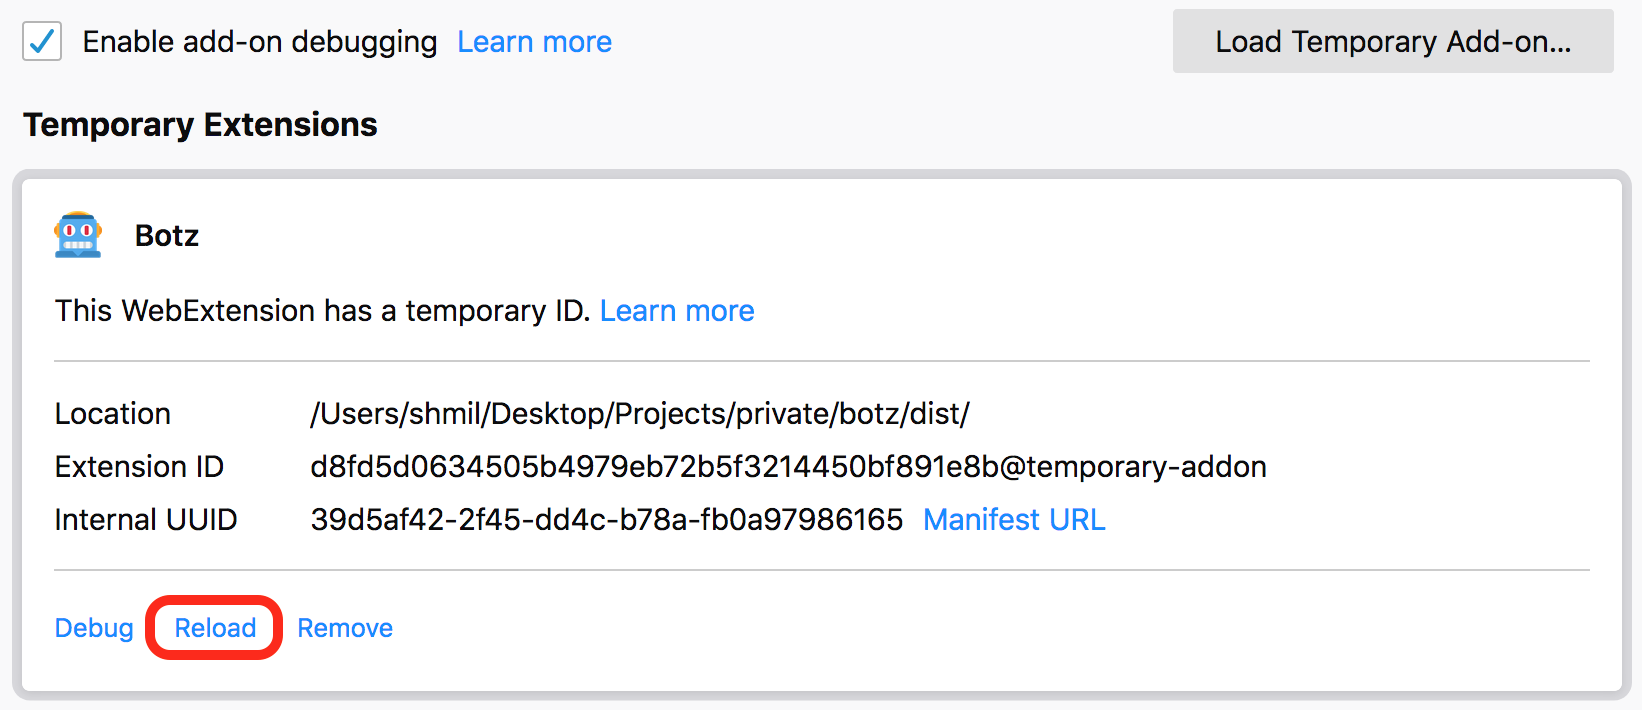 Enable add-on debugging Learn more Load Temporary Add-on...
Temporary Extensions
Botz
This WebExtension has a temporary ID. Learn more
Location /Users/shmil/Desktop/Projects/private/botz/dist/
Extension ID d8fd5d0634505b4979eb72b5f3214450bf891e8b@temporary-addon
Internal UUID 39d5af42-2f45-dd4c-b78a-fb0a97986165 Manifest URL
Debug Reload Remove